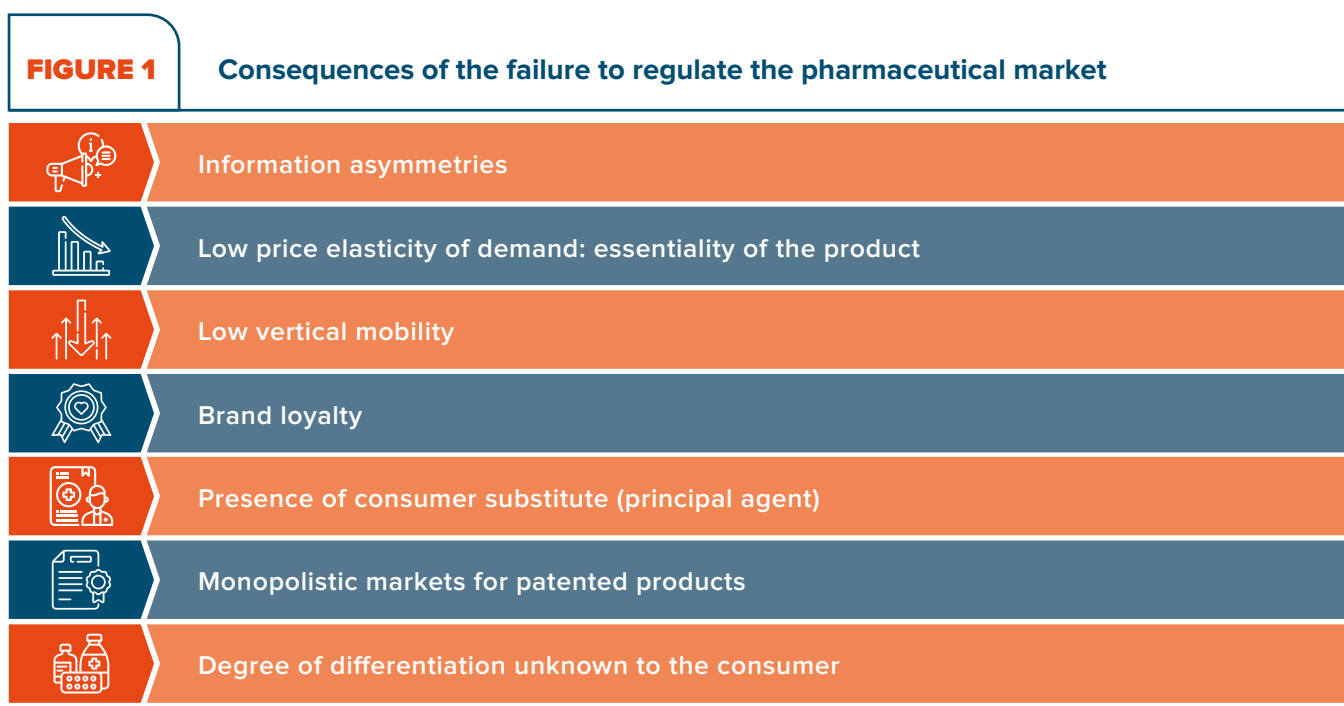 FIGURE 1
Consequences of the failure to regulate the pharmaceutical market
Information asymmetries
Low price elasticity of demand: essentiality of the product
Low vertical mobility
Brand loyalty
Presence of consumer substitute (principal agent)
Monopolistic markets for patented products
Degree of differentiation unknown to the consumer